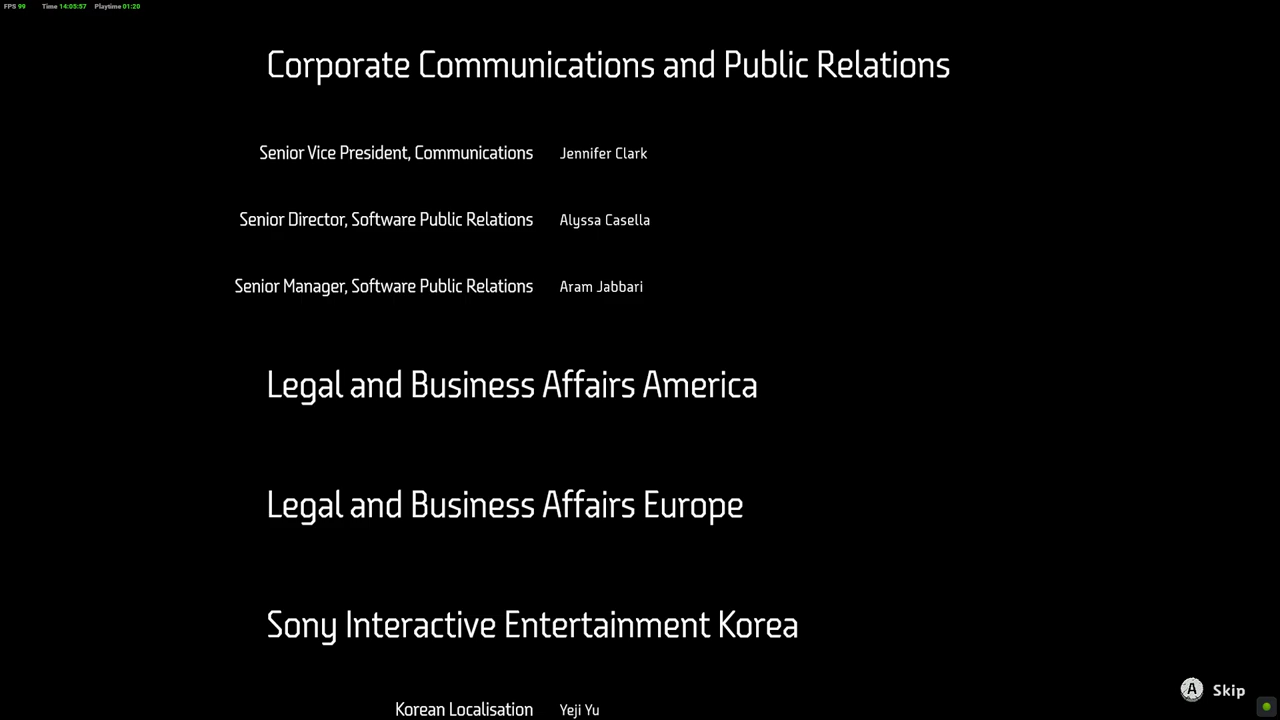 FPS 99 Time 14:05:57 Playtime 01:20
Corporate Communications and Public Relations
Senior Vice President, Communications Jennifer Clark
Senior Director, Software Public Relations Alyssa Casella
Senior Manager, Software Public Relations Aram Jabbari
Legal and Business Affairs America
Legal and Business Affairs Europe
Sony Interactive Entertainment Korea
A Skip
Korean Localisation Yeji Yu